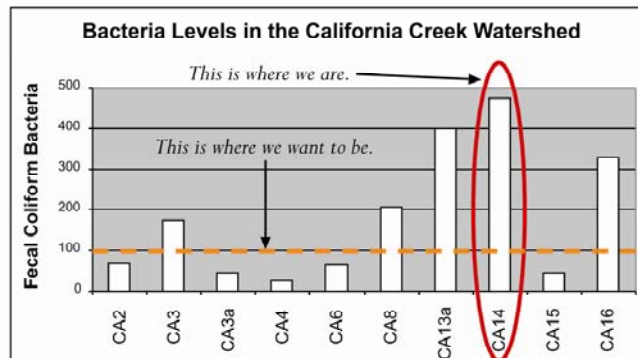 Bacteria Levels in the California Creek Watershed
This is where we are.
This is where we want to be.
Fecal Coliform Bacteria
500
400
300
200
100
0
CA2
CA3
CA3a
CA4
CA6
CA8
CA13a
CA14
CA15
CA16